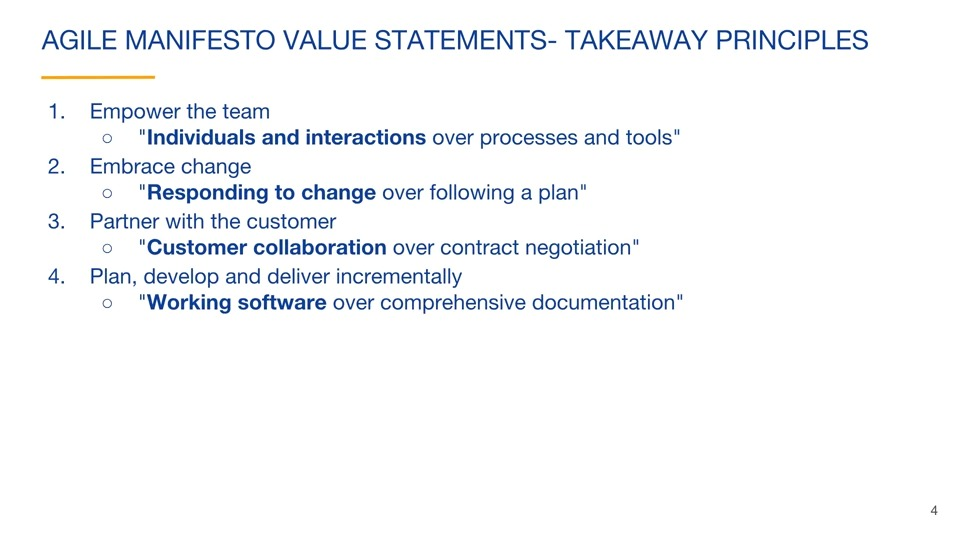 AGILE MANIFESTO VALUE STATEMENTS- TAKEAWAY PRINCIPLES
1. Empower the team
○ "Individuals and interactions over processes and tools"
2. Embrace change
○ "Responding to change over following a plan"
3. Partner with the customer
○ "Customer collaboration over contract negotiation"
4. Plan, develop and deliver incrementally
○ "Working software over comprehensive documentation"
4